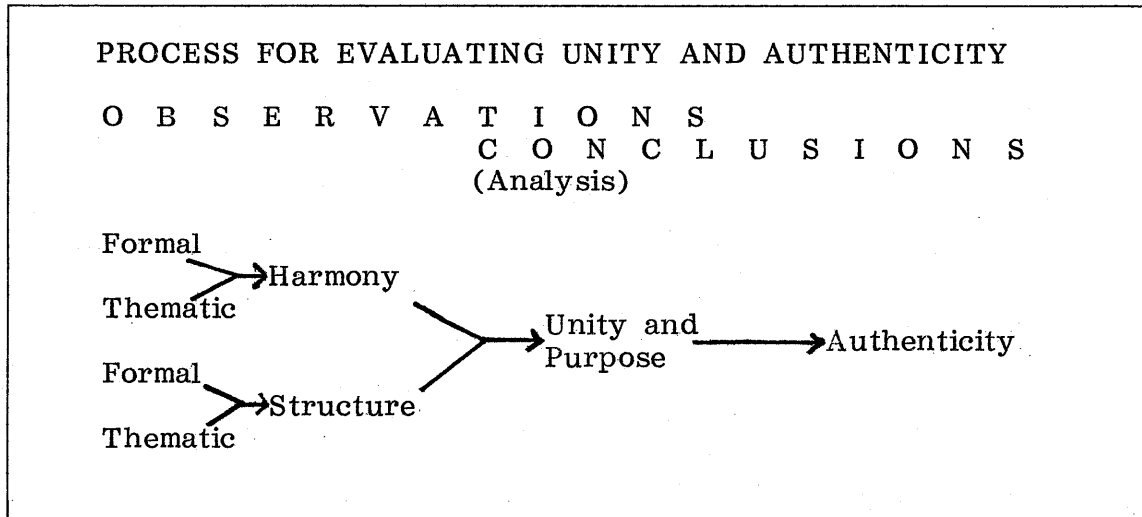 PROCESS FOR EVALUATING UNITY AND AUTHENTICITY
O B S E R V A T I O N S
C O N C L U S I O N S
(Analysis)
Formal
Harmony
Thematic
Unity and
Purpose
Authenticity
Formal
Structure
Thematic